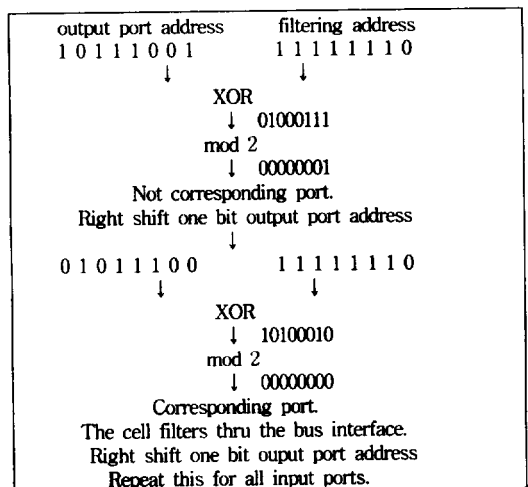 output port address filtering address
1 0 1 1 1 0 0 1 1 1 1 1 1 1 1 0
↓ ↓
XOR
↓ 01000111
mod 2
↓ 00000001
Not corresponding port.
Right shift one bit output port address
↓
0 1 0 1 1 1 0 0 1 1 1 1 1 1 1 0
↓ ↓
XOR
↓ 10100010
mod 2
↓ 00000000
Corresponding port.
The cell filters thru the bus interface.
Right shift one bit ouput port address
Repeat this for all input ports.